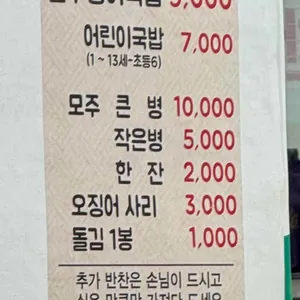 9,000
어린이국밥 7,000
(1~13세-초등6)
모주 큰 병 10,000
작은병 5,000
한 잔 2,000
오징어 사리 3,000
돌김 1봉 1,000
추가 반찬은 손님이 드시고